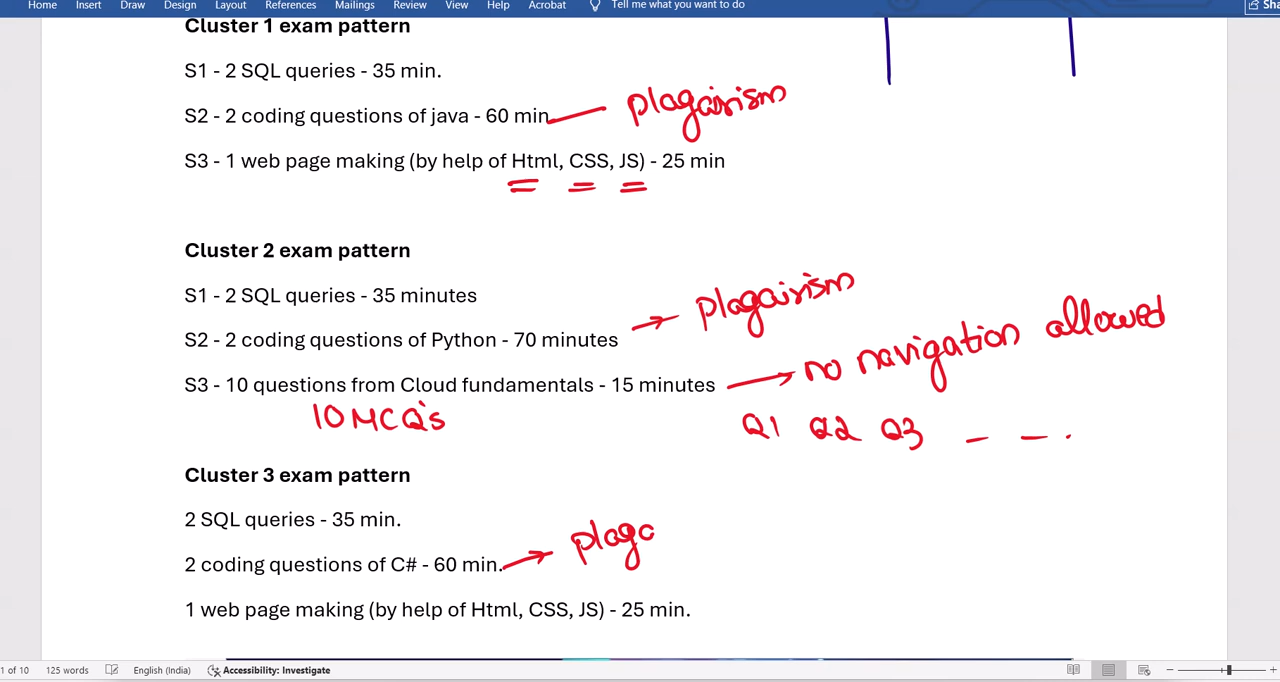 Home Insert Draw Design Layout References Mailings Review View Help Acrobat Tell me what you want to do Sha
Cluster 1 exam pattern
S1 - 2 SQL queries - 35 min.
S2 - 2 coding questions of java - 60 min plagairism
S3 - 1 web page making (by help of Html, CSS, JS) - 25 min
Cluster 2 exam pattern
S1 - 2 SQL queries - 35 minutes
S2 - 2 coding questions of Python - 70 minutes plagairism
S3 - 10 questions from Cloud fundamentals - 15 minutes no navigation allowed
10 MCQ's Q1 Q2 Q3 - - .
Cluster 3 exam pattern
2 SQL queries - 35 min.
2 coding questions of C# - 60 min. plaga
1 web page making (by help of Html, CSS, JS) - 25 min.
1 of 10 125 words English (India) Accessibility: Investigate